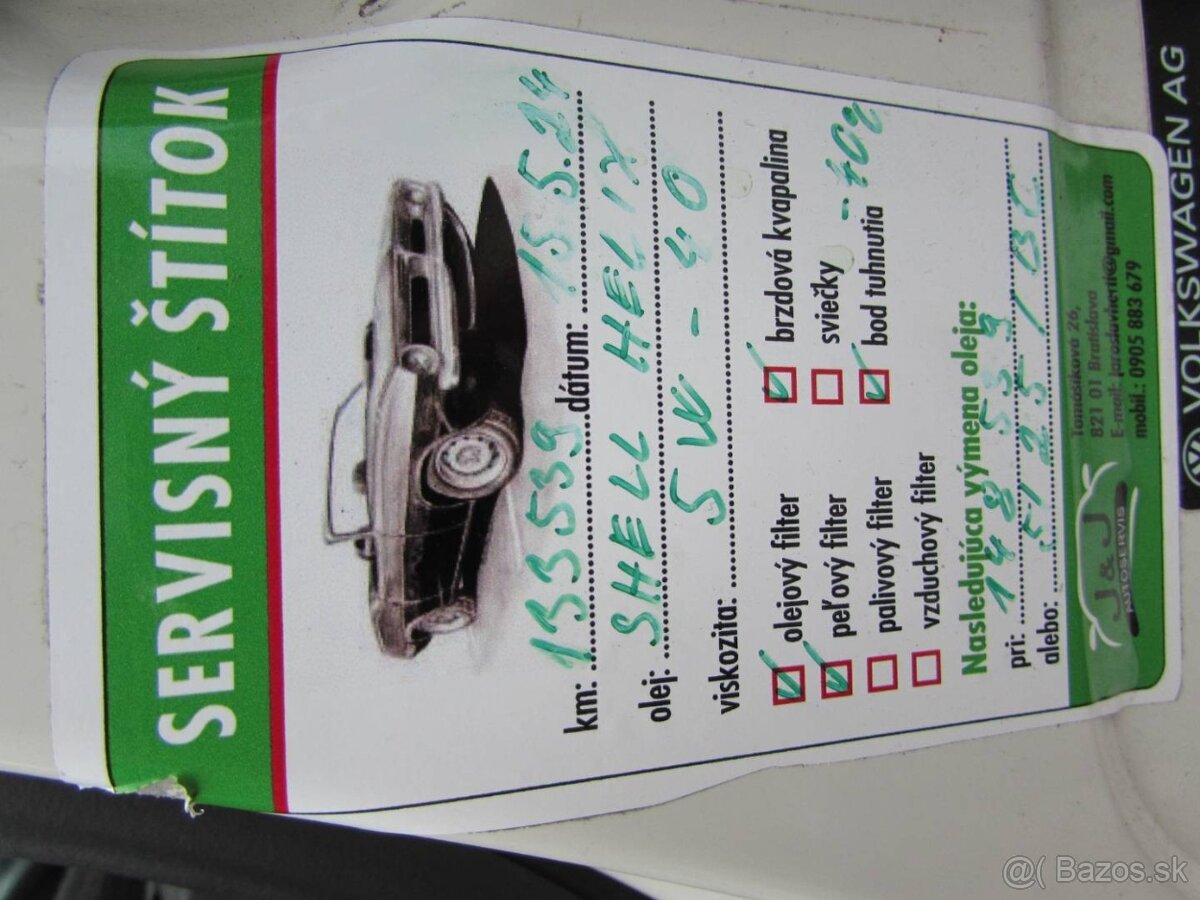 SERVISNÝ ŠTÍTOK
km: 133539 dátum: 15.5.24
olej: SHELL HELIX
viskozita: 5W-40
olejový filter brzdová kvapalina
peľový filter sviečky
palivový filter bod tuhnutia -40
vzduchový filter
Nasledujúca výmena oleja:
pri: 148539
alebo: 5/25
J & J
AUTOSERVIS
Tomášikova 26,
821 01 Bratislava
E-mail:
mobil.: 0905 883 679
VOLKSWAGEN AG
@( Bazos.sk